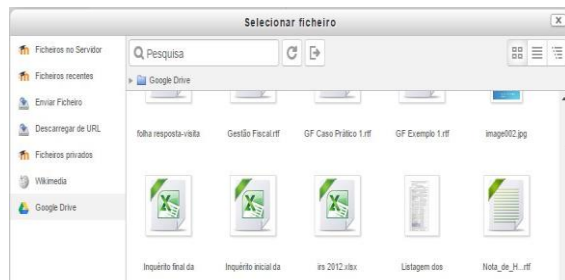 Selecionar ficheiro
Ficheiros no Servidor
Ficheiros recentes
Enviar Ficheiro
Descarregar de URL
Ficheiros privados
Wikimedia
Google Drive
Pesquisa
Google Drive
folha resposta-visita
Gestão Fiscal.rtf
GF Caso Prático 1.rtf
GF Exemplo 1.rtf
image002.jpg
Inquérito final da
Inquérito inicial da
irs 2012.xlsx
Listagem dos
Nota_de_H...rtf